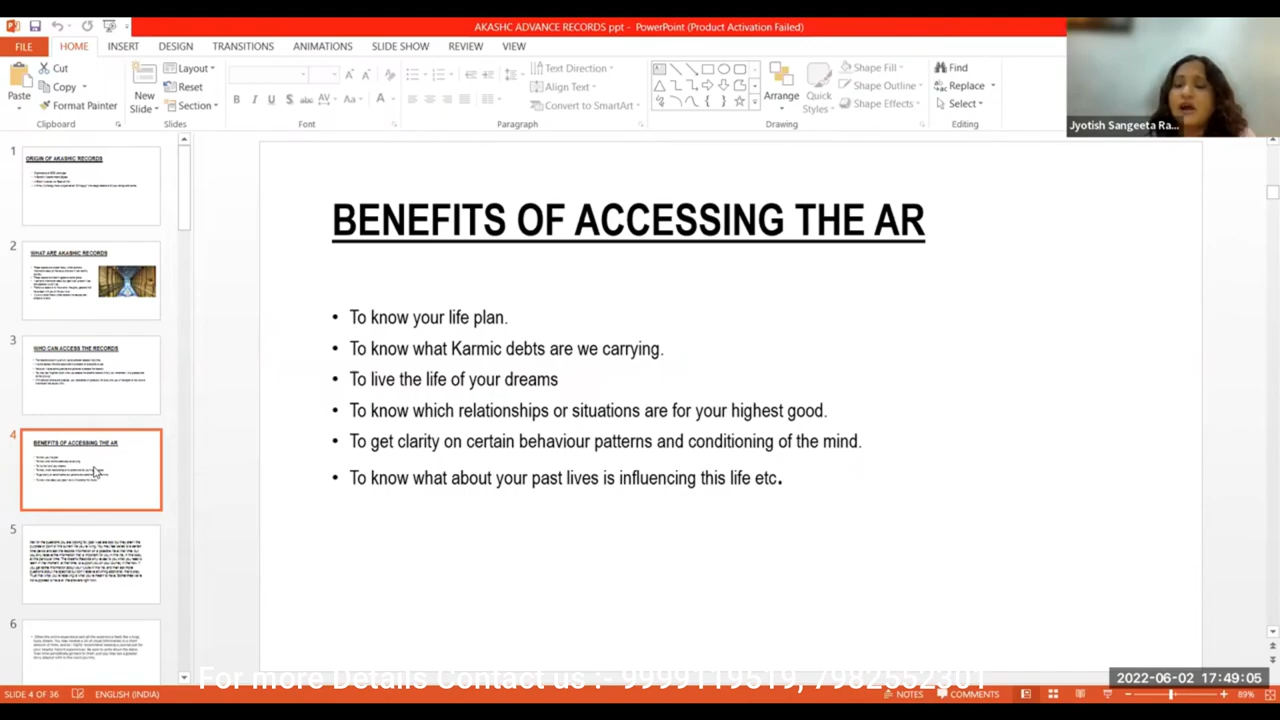 AKASHC ADVANCE RECORDS ppt - PowerPoint (Product Activation Failed)
FILE HOME INSERT DESIGN TRANSITIONS ANIMATIONS SLIDE SHOW REVIEW VIEW
Cut
Copy
Format Painter
Paste
Clipboard
New
Slide
Layout
Reset
Section
Slides
Font
Text Direction
Align Text
Convert to SmartArt
Paragraph
Arrange
Quick
Styles
Shape Fill
Shape Outline
Shape Effects
Drawing
Find
Replace
Select
Editing
Jyotish Sangeeta Ra...
1
ORIGIN OF AKASHIC RECORDS
2
WHAT ARE AKASHIC RECORDS
3
WHO CAN ACCESS THE RECORDS
4
BENEFITS OF ACCESSING THE AR
5
6
BENEFITS OF ACCESSING THE AR
• To know your life plan.
• To know what Karmic debts are we carrying.
• To live the life of your dreams
• To know which relationships or situations are for your highest good.
• To get clarity on certain behaviour patterns and conditioning of the mind.
• To know what about your past lives is influencing this life etc.
For more Details Contact us :- 9999119519, 7982552301
2022-06-02 17:49:05
SLIDE 4 OF 36 ENGLISH (INDIA) NOTES COMMENTS 89%